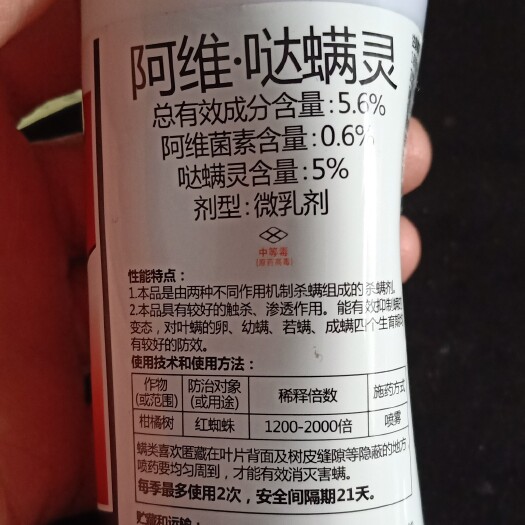 阿维·哒螨灵
总有效成分含量:5.6%
阿维菌素含量:0.6%
哒螨灵含量:5%
剂型:微乳剂
中等毒
(原药高毒)
性能特点:
1.本品是由两种不同作用机制杀螨组成的杀螨剂。
2.本品具有较好的触杀、渗透作用。能有效抑制螨
变态,对叶螨的卵、幼螨、若螨、成螨四个生育期
有较好的防效。
使用技术和使用方法:
作物(或范围) 防治对象(或用途) 稀释倍数 施药方式
柑橘树 红蜘蛛 1200-2000倍 喷雾
螨类喜欢匿藏在叶片背面及树皮缝隙等隐蔽的地方
喷药要均匀周到,才能有效消灭害螨。
每季最多使用2次,安全间隔期21天。
贮藏和运输: